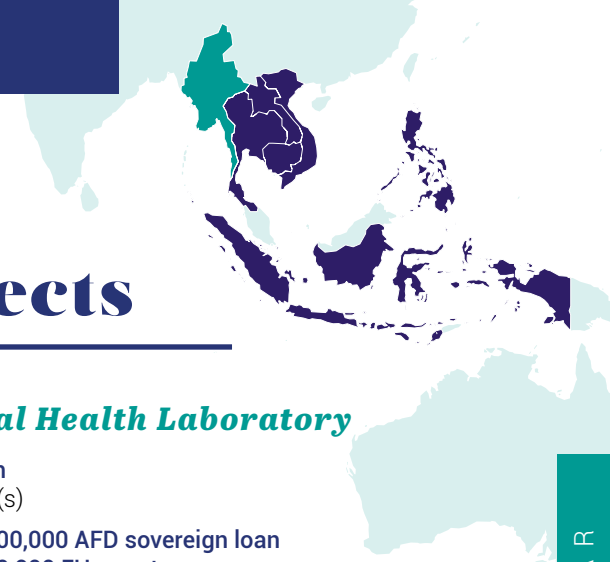 ects
al Health Laboratory
n
(s)
00,000 AFD sovereign loan
R